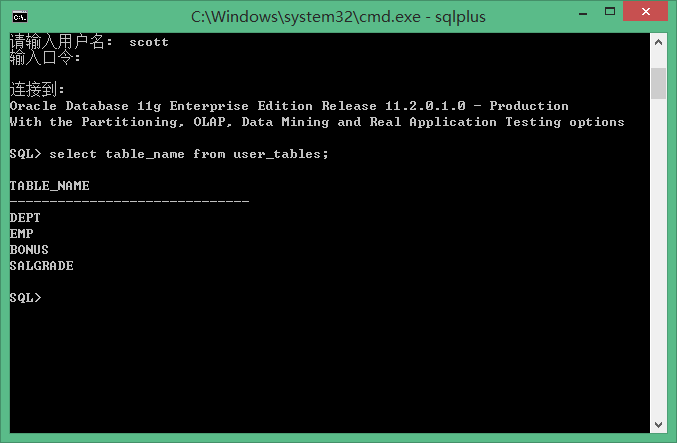 C:\Windows\system32\cmd.exe - sqlplus
请输入用户名:  scott
输入口令:
连接到:
Oracle Database 11g Enterprise Edition Release 11.2.0.1.0 - Production
With the Partitioning, OLAP, Data Mining and Real Application Testing options
SQL> select table_name from user_tables;
TABLE_NAME
------------------------------
DEPT
EMP
BONUS
SALGRADE
SQL>